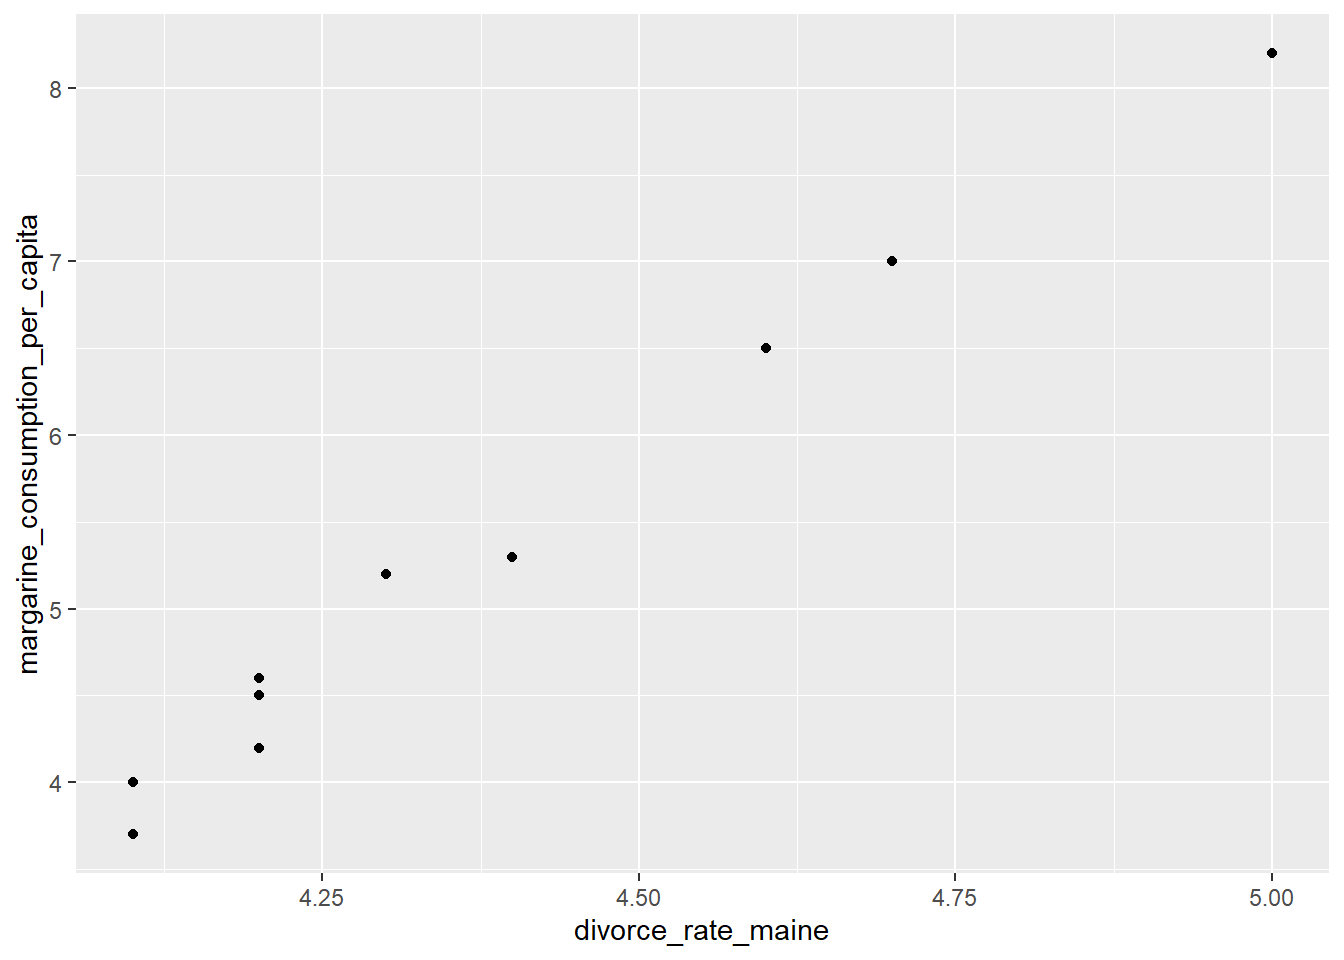 margarine_consumption_per_capita
8
7
6
5
4
4.25 4.50 4.75 5.00
divorce_rate_maine